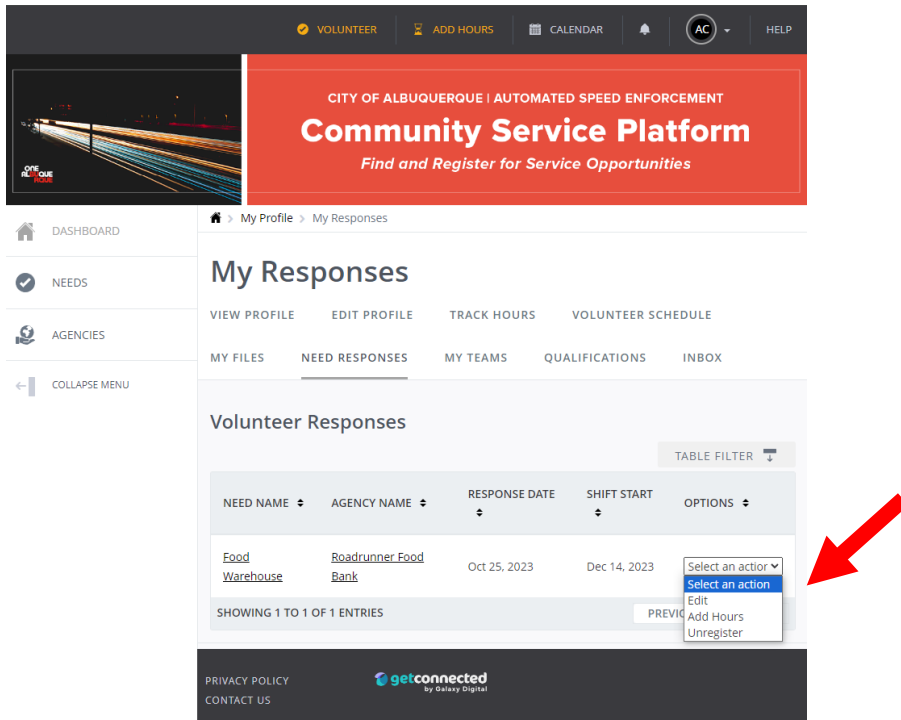 VOLUNTEER
ADD HOURS
CALENDAR
AC
HELP
ONE
ALBUQUE
RQUE
CITY OF ALBUQUERQUE | AUTOMATED SPEED ENFORCEMENT
Community Service Platform
Find and Register for Service Opportunities
DASHBOARD
NEEDS
AGENCIES
COLLAPSE MENU
> My Profile > My Responses
My Responses
VIEW PROFILE EDIT PROFILE TRACK HOURS VOLUNTEER SCHEDULE
MY FILES NEED RESPONSES MY TEAMS QUALIFICATIONS INBOX
Volunteer Responses
TABLE FILTER
NEED NAME AGENCY NAME RESPONSE DATE SHIFT START OPTIONS
Food
Warehouse
Roadrunner Food
Bank
Oct 25, 2023
Dec 14, 2023
Select an actior
Select an action
Edit
Add Hours
Unregister
SHOWING 1 TO 1 OF 1 ENTRIES
PREVIC
PRIVACY POLICY
CONTACT US
getconnected
by Galaxy Digital